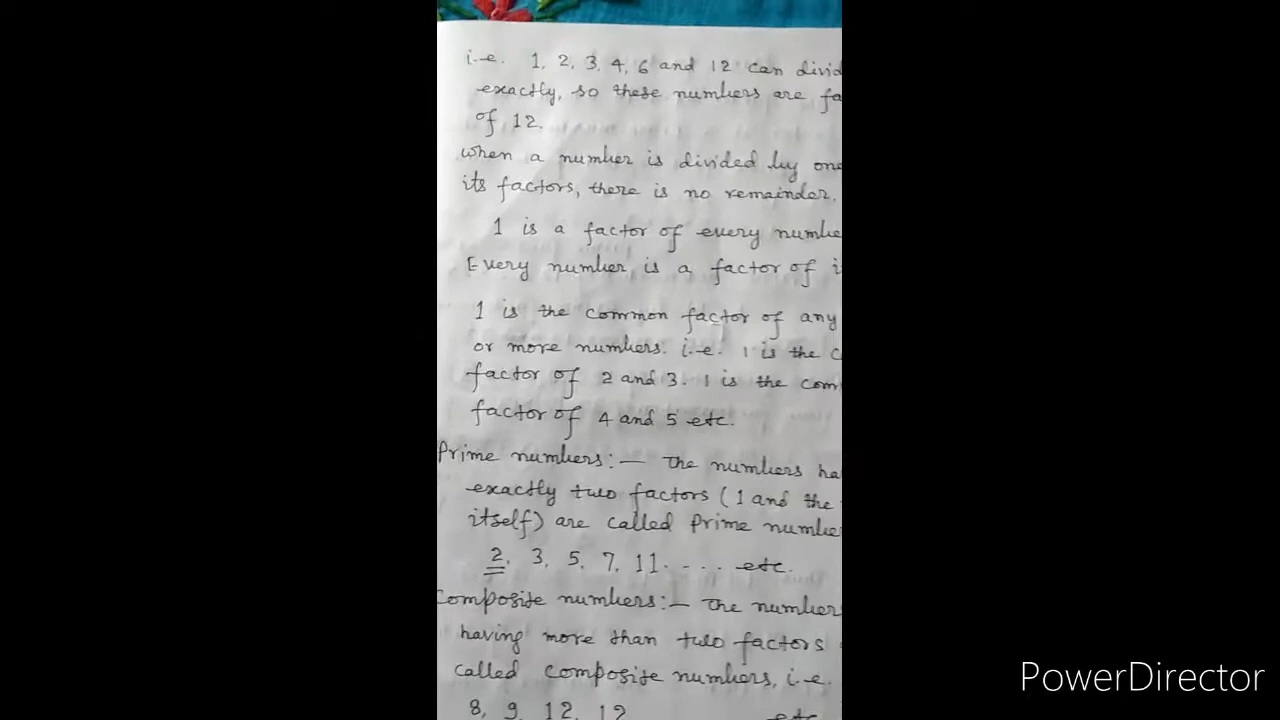 i.e. 1, 2, 3, 4, 6 and 12 can divid
exactly, so these numbers are fa
of 12.
when a number is divided by one
its factors, there is no remainder.
1 is a factor of every numbe
Every number is a factor of i
1 is the common factor of any
or more numbers. i.e. 1 is the c
factor of 2 and 3. 1 is the com
factor of 4 and 5 etc.
Prime numbers:— The numbers ha
exactly two factors (1 and the
itself) are called Prime numbe
2, 3, 5, 7, 11. . . . etc.
Composite numbers:— The number
having more than two factors
called composite numbers, i.e.
8, 9, 12, etc
PowerDirector